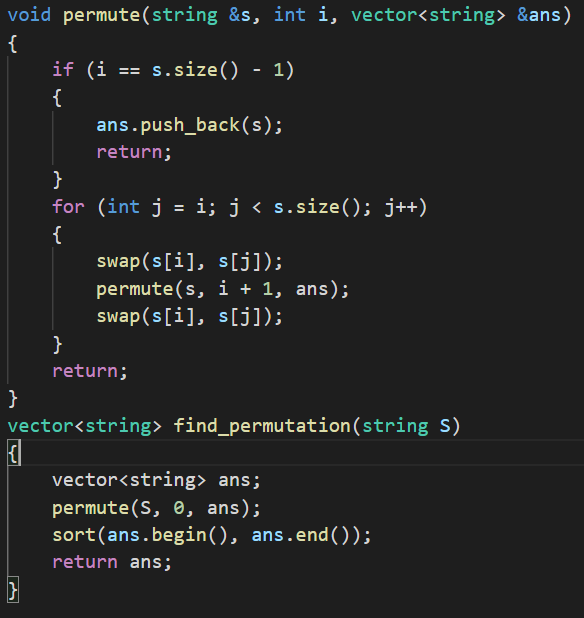 void permute(string &s, int i, vector<string> &ans)
{
    if (i == s.size() - 1)
    {
        ans.push_back(s);
        return;
    }
    for (int j = i; j < s.size(); j++)
    {
        swap(s[i], s[j]);
        permute(s, i + 1, ans);
        swap(s[i], s[j]);
    }
    return;
}
vector<string> find_permutation(string S)
{
    vector<string> ans;
    permute(S, 0, ans);
    sort(ans.begin(), ans.end());
    return ans;
}